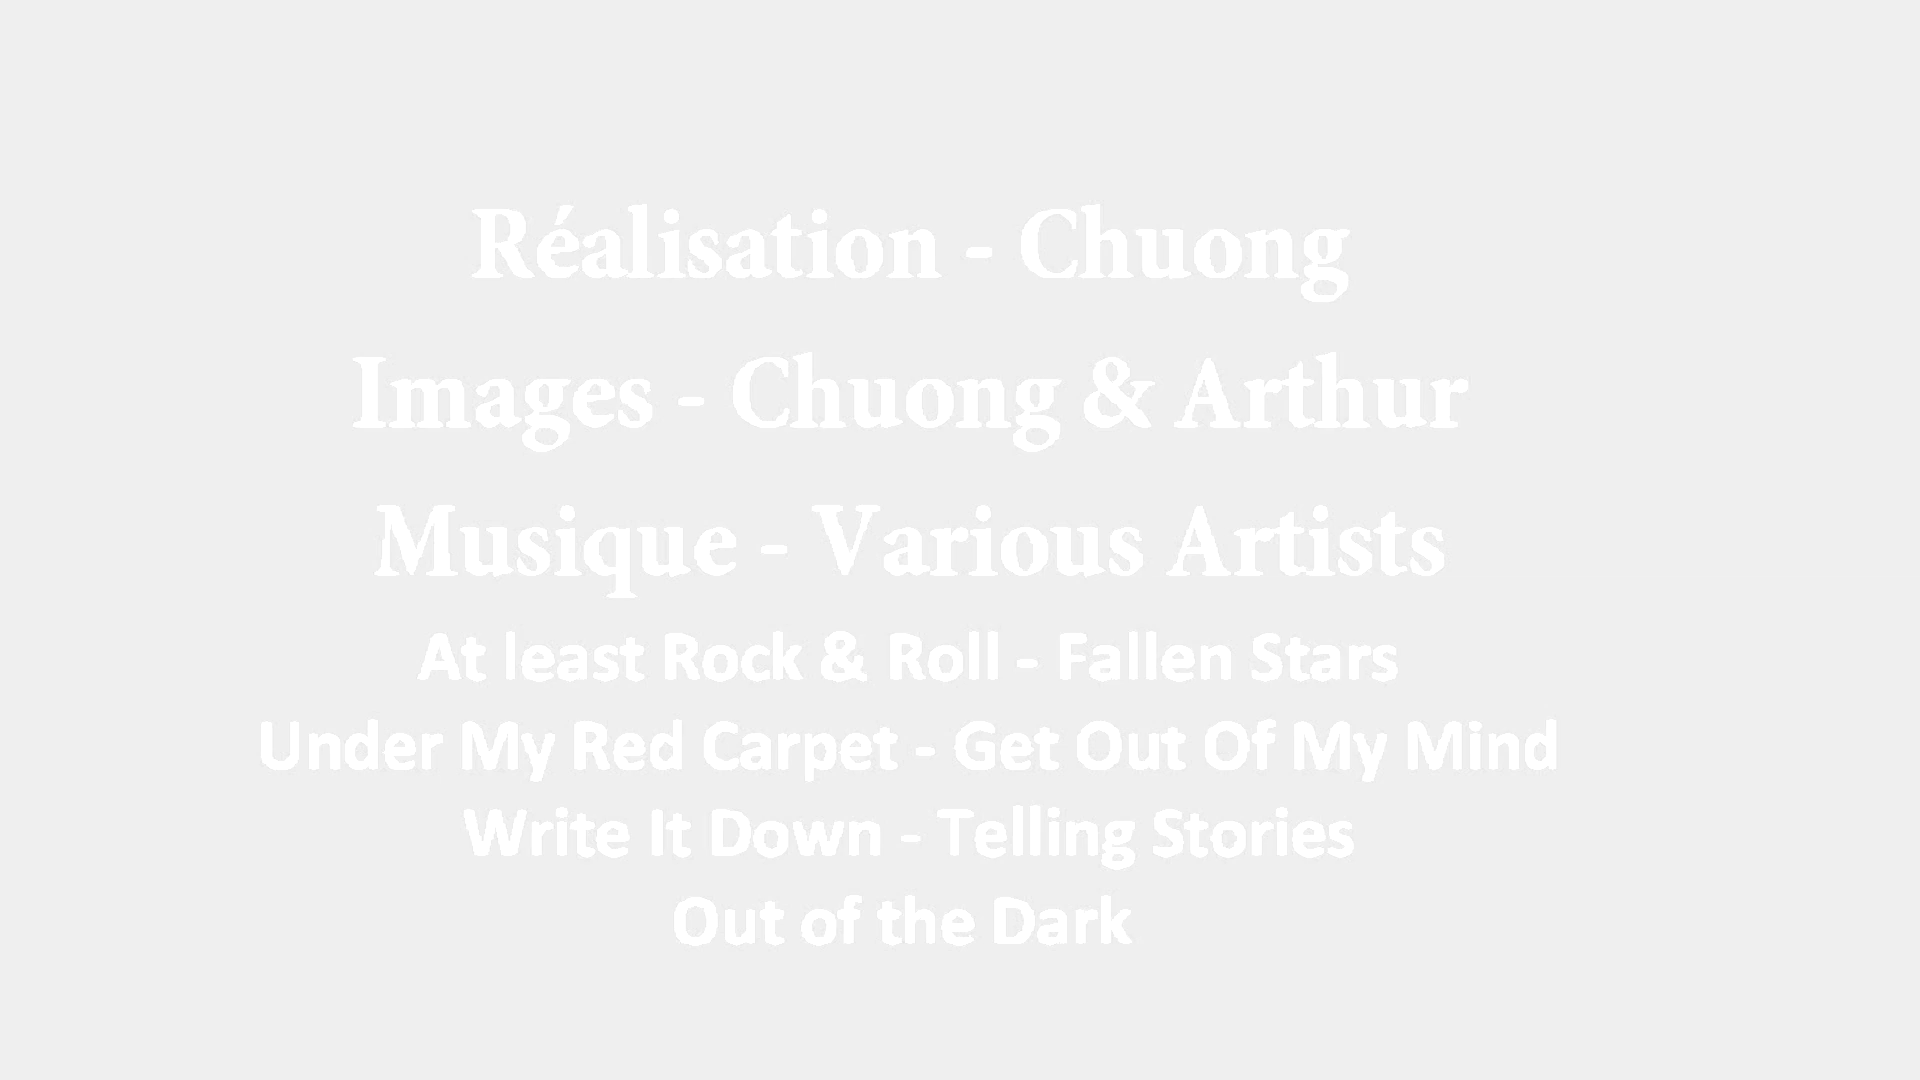 Réalisation - Chuong
Images - Chuong & Arthur
Musique - Various Artists
At least Rock & Roll - Fallen Stars
Under My Red Carpet - Get Out Of My Mind
Write It Down - Telling Stories
Out of the Dark